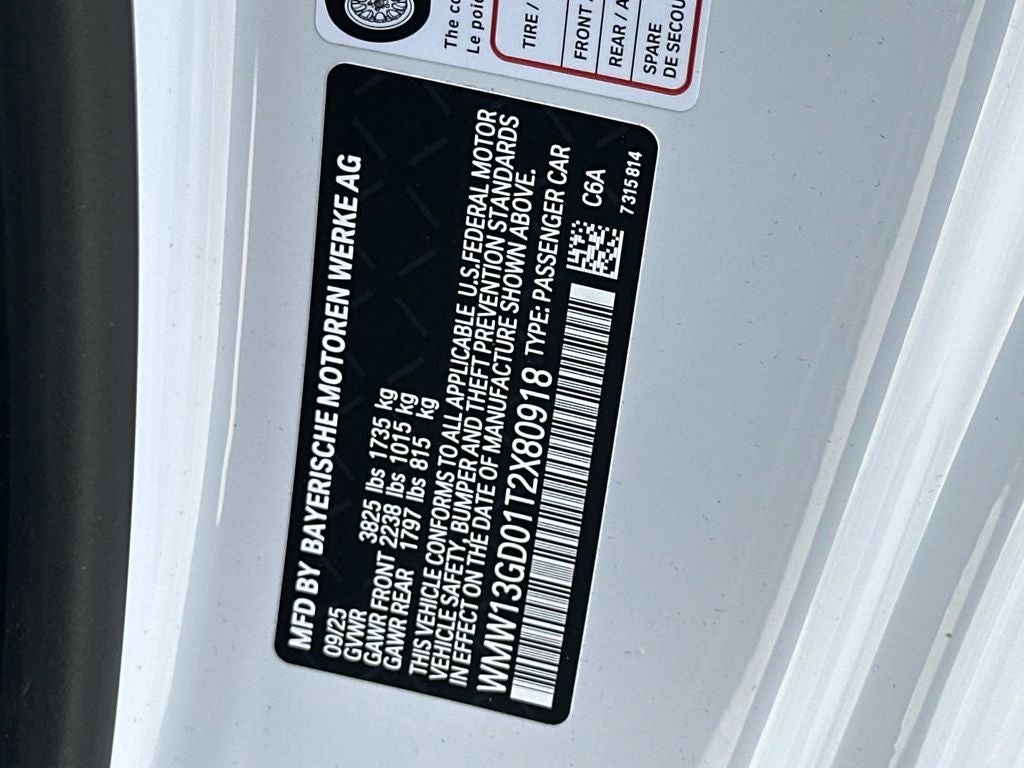 The
Le
TIRE /
FRONT
REAR /
SPARE
DE SECOU
MFD BY BAYERISCHE MOTOREN WERKE AG
09/25
GVWR 3825 lbs 1735 kg
GAWR FRONT 2238 lbs 1015 kg
GAWR REAR 1797 lbs 815 kg
THIS VEHICLE CONFORMS TO ALL APPLICABLE U.S. FEDERAL MOTOR
VEHICLE SAFETY, BUMPER AND THEFT PREVENTION STANDARDS
IN EFFECT ON THE DATE OF MANUFACTURE SHOWN ABOVE.
WMW13GD01T2X80918 TYPE: PASSENGER CAR
C6A
7 315 814